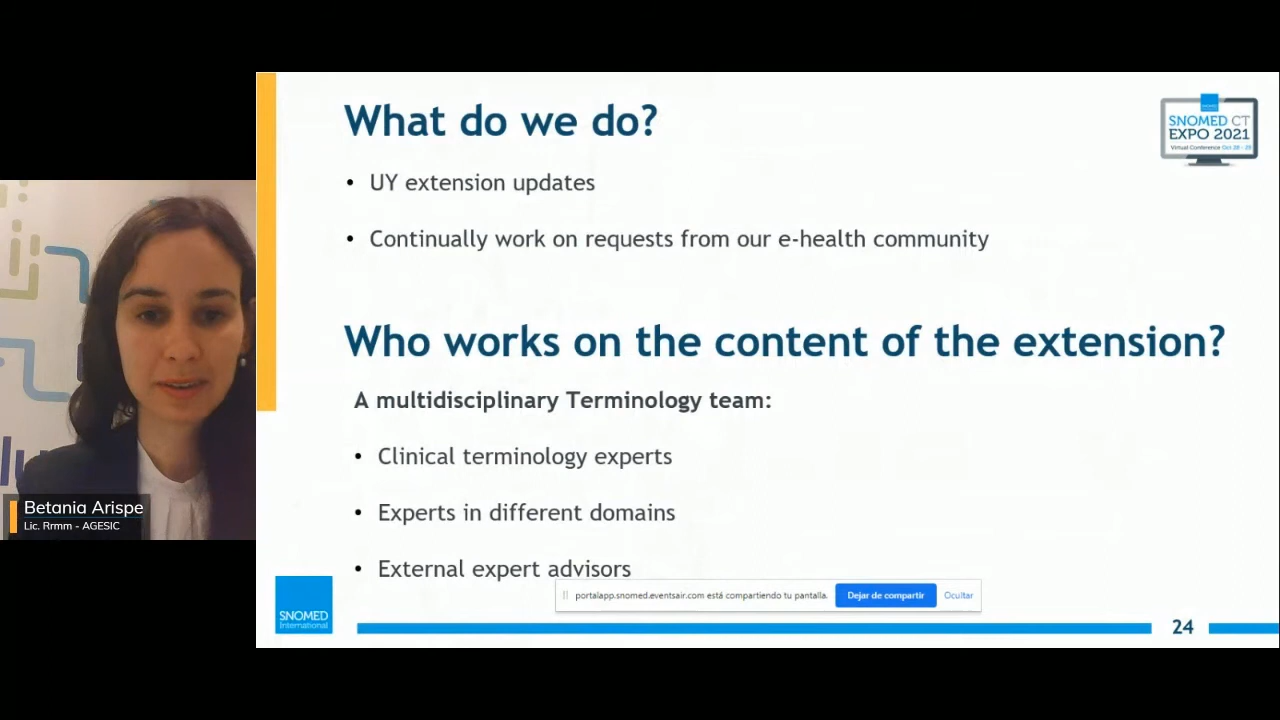 What do we do?
SNOMED
SNOMED CT
EXPO 2021
Virtual Conference Oct 28 - 29
• UY extension updates
• Continually work on requests from our e-health community
Who works on the content of the extension?
A multidisciplinary Terminology team:
• Clinical terminology experts
• Experts in different domains
• External expert advisors
Betania Arispe
Lic. Rrmm - AGESIC
portalapp.snomed.eventsair.com está compartiendo tu pantalla.
Dejar de compartir
Ocultar
SNOMED
International
24